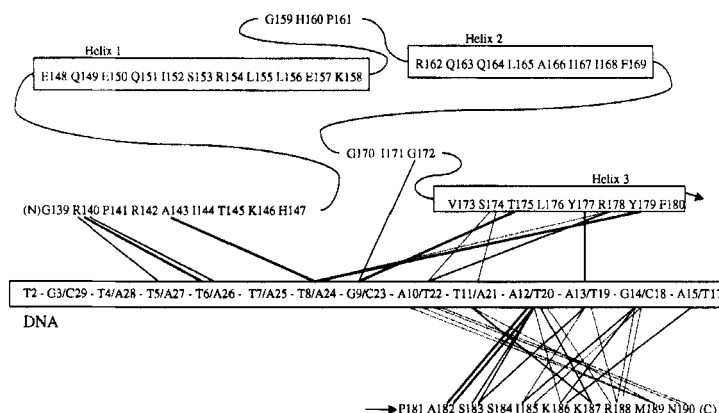 G159 H160 P161
Helix 1
Helix 2
E148 Q149 E150 Q151 I152 S153 R154 L155 L156 E157 K158
R162 Q163 Q164 L165 A166 I167 I168 F169
G170 I171 G172
Helix 3
(N)G139 R140 P141 R142 A143 I144 T145 K146 H147
V173 S174 T175 L176 Y177 R178 Y179 F180
T2 - G3/C29 - T4/A28 - T5/A27 - T6/A26 - T7/A25 - T8/A24 - G9/C23 - A10/T22 - T11/A21 - A12/T20 - A13/T19 - G14/C18 - A15/T17
DNA
P181 A182 S183 S184 I185 K186 K187 R188 M189 N190 (C)